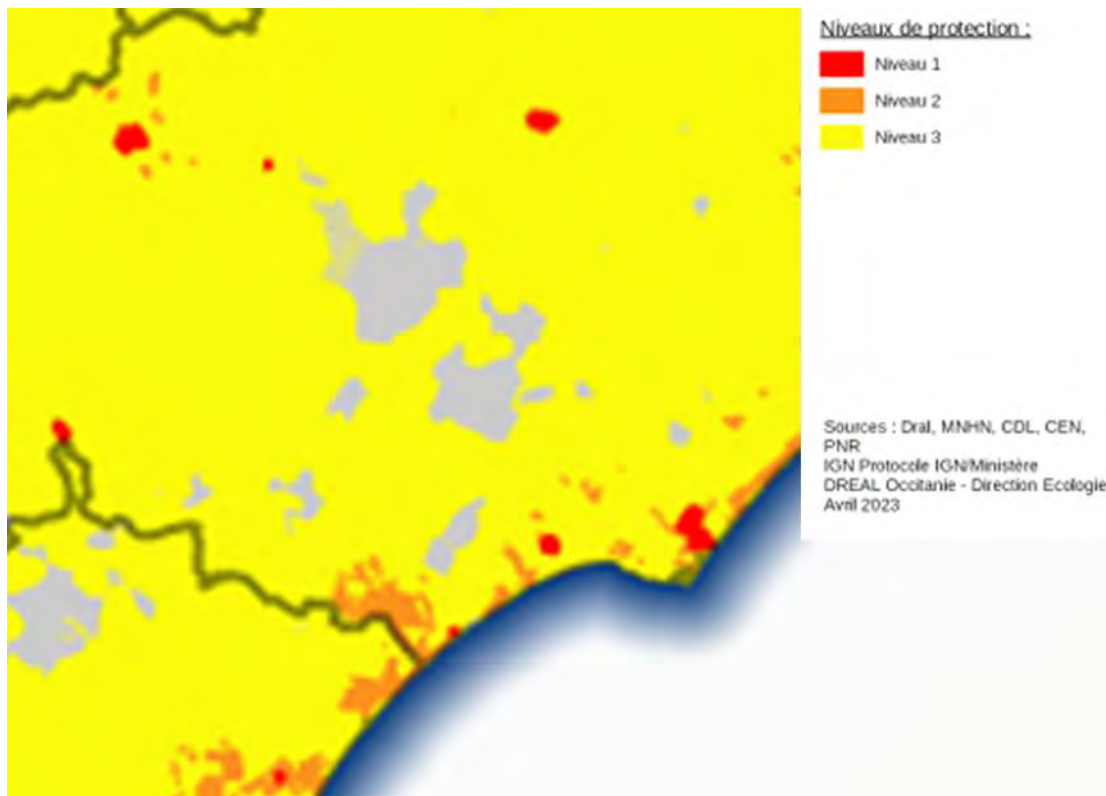 Niveaux de protection :
Niveau 1
Niveau 2
Niveau 3
Sources : Dral, MNHN, CDL, CEN,
PNR
IGN Protocole IGN/Ministère
DREAL Occitanie - Direction Ecologie
Avril 2023